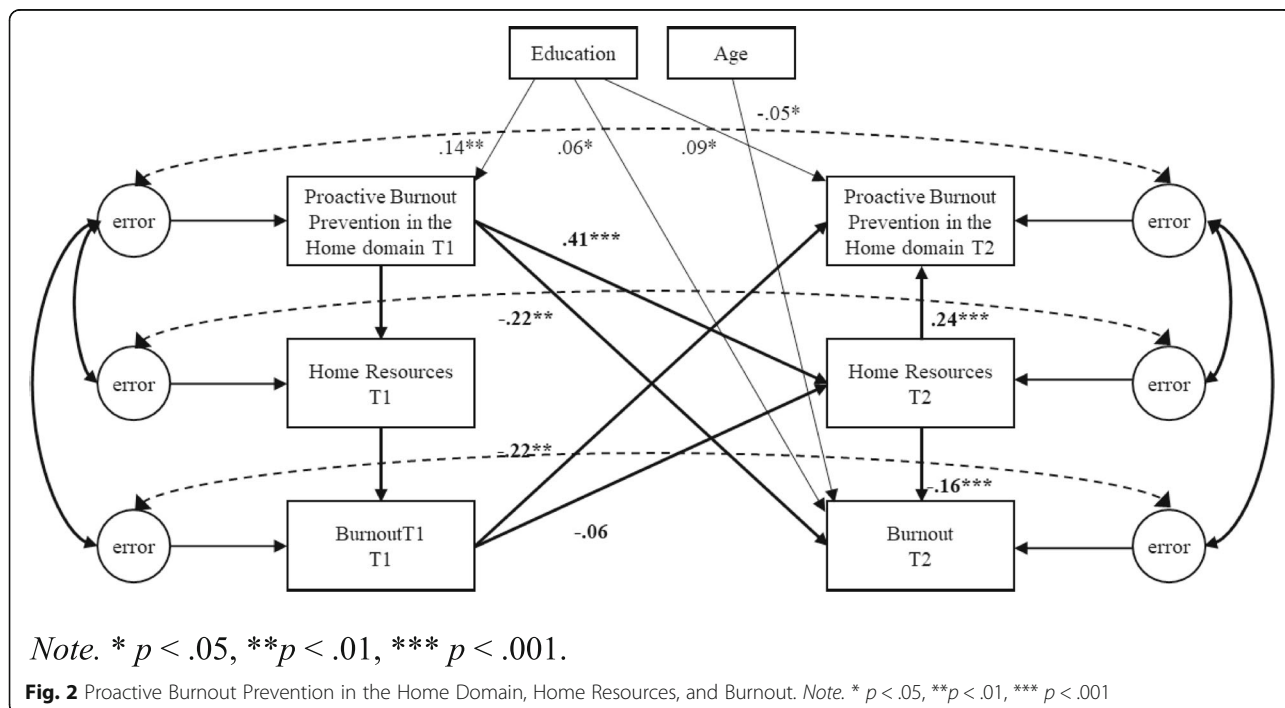 Education
Age
-.05*
.14**
.06*
.09*
error
Proactive Burnout
Prevention in the
Home domain T1
Proactive Burnout
Prevention in the
Home domain T2
error
.41***
-.22**
.24***
error
Home Resources
T1
Home Resources
T2
error
-.22**
-.16***
error
BurnoutT1
T1
-.06
Burnout
T2
error
Note. * p < .05, **p < .01, *** p < .001.
Fig. 2 Proactive Burnout Prevention in the Home Domain, Home Resources, and Burnout. Note. * p < .05, **p < .01, *** p < .001